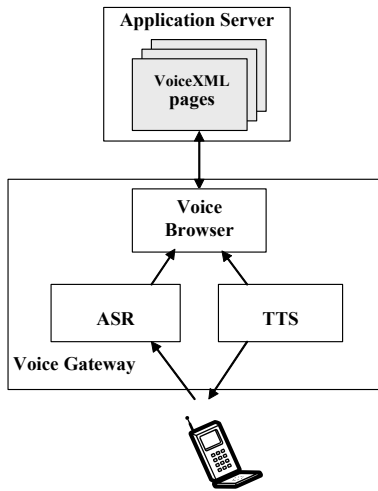 Application Server
VoiceXML
pages
Voice
Browser
ASR
TTS
Voice Gateway